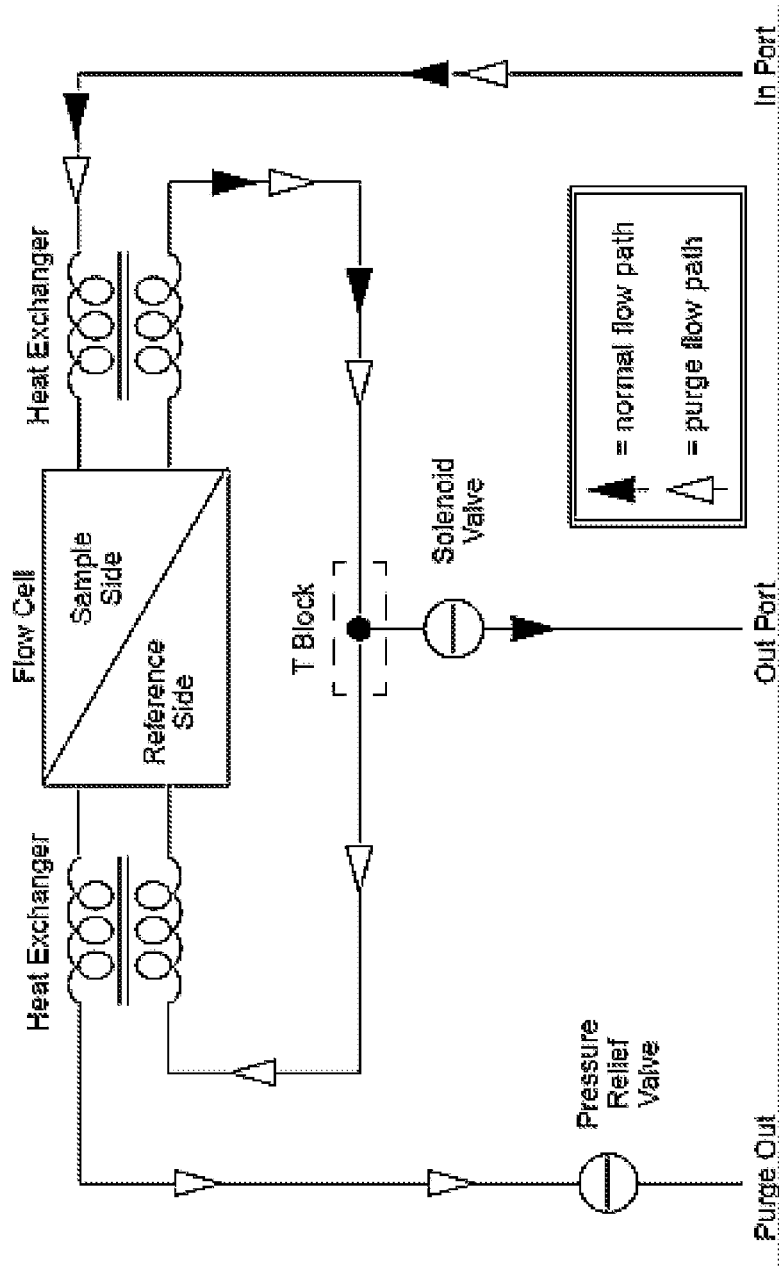 Flow Cell
Heat Exchanger
Heat Exchanger
Sample
Side
Reference
Side
T Block
Solenoid
Valve
Pressure
Relief
Valve
= normal flow path
= purge flow path
Purge Out
Out Port
In Port